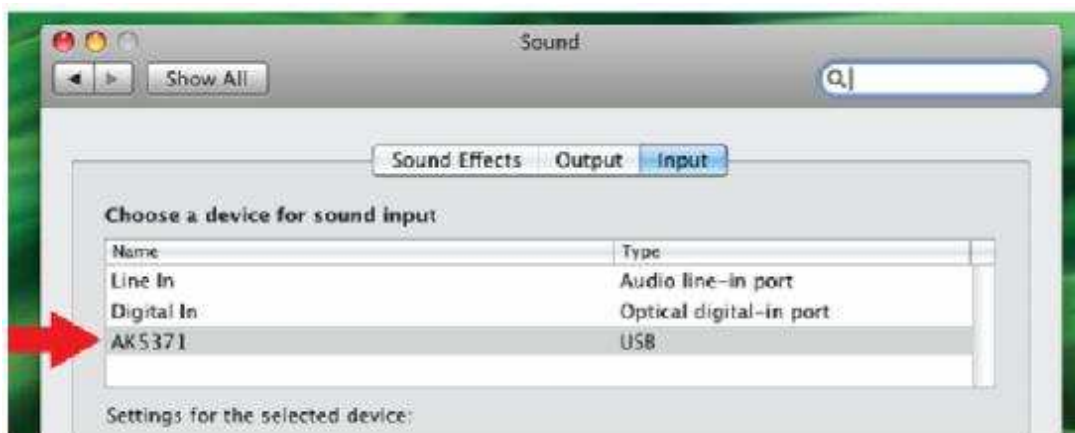 Sound
Show All
Sound Effects Output Input
Choose a device for sound input
Name Type
Line In Audio line-in port
Digital In Optical digital-in port
AK5371 USB
Settings for the selected device: